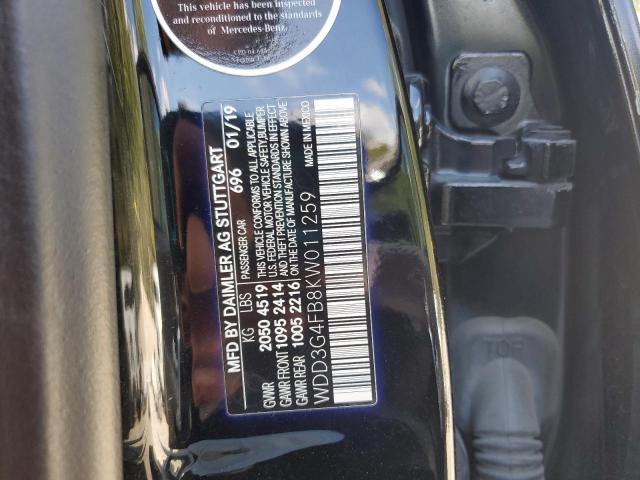 This vehicle has been inspected
and reconditioned to the standards
of Mercedes-Benz.
MFD BY DAIMLER AG STUTTGART
696 01/19
KG LBS PASSENGER CAR
GVWR 2050 4519
GAWR FRONT 1095 2414
GAWR REAR 1005 2216
THIS VEHICLE CONFORMS TO ALL APPLICABLE
U.S. FEDERAL MOTOR VEHICLE SAFETY, BUMPER
AND THEFT PREVENTION STANDARDS IN EFFECT
ON THE DATE OF MANUFACTURE SHOWN ABOVE
WDD3G4FB8KW011259
MADE IN MEXICO
TOP